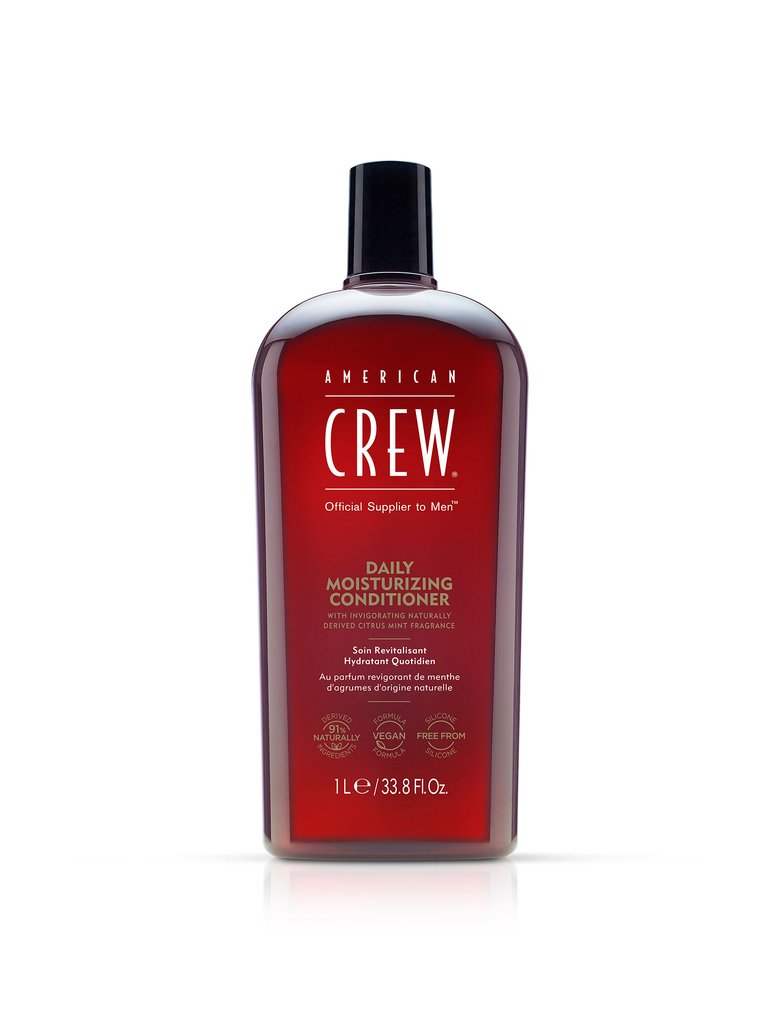 AMERICAN
CREW®
Official Supplier to Men™
DAILY
MOISTURIZING
CONDITIONER
WITH INVIGORATING NATURALLY
DERIVED CITRUS MINT FRAGRANCE
Soin Revitalisant
Hydratant Quotidien
Au parfum revigorant de menthe
d'agrumes d'origine naturelle
DERIVED
91%
NATURALLY
INGREDIENTS
FORMULA
VEGAN
FORMULA
SILICONE
FREE FROM
SILICONE
1 L℮/33.8 Fl.Oz.